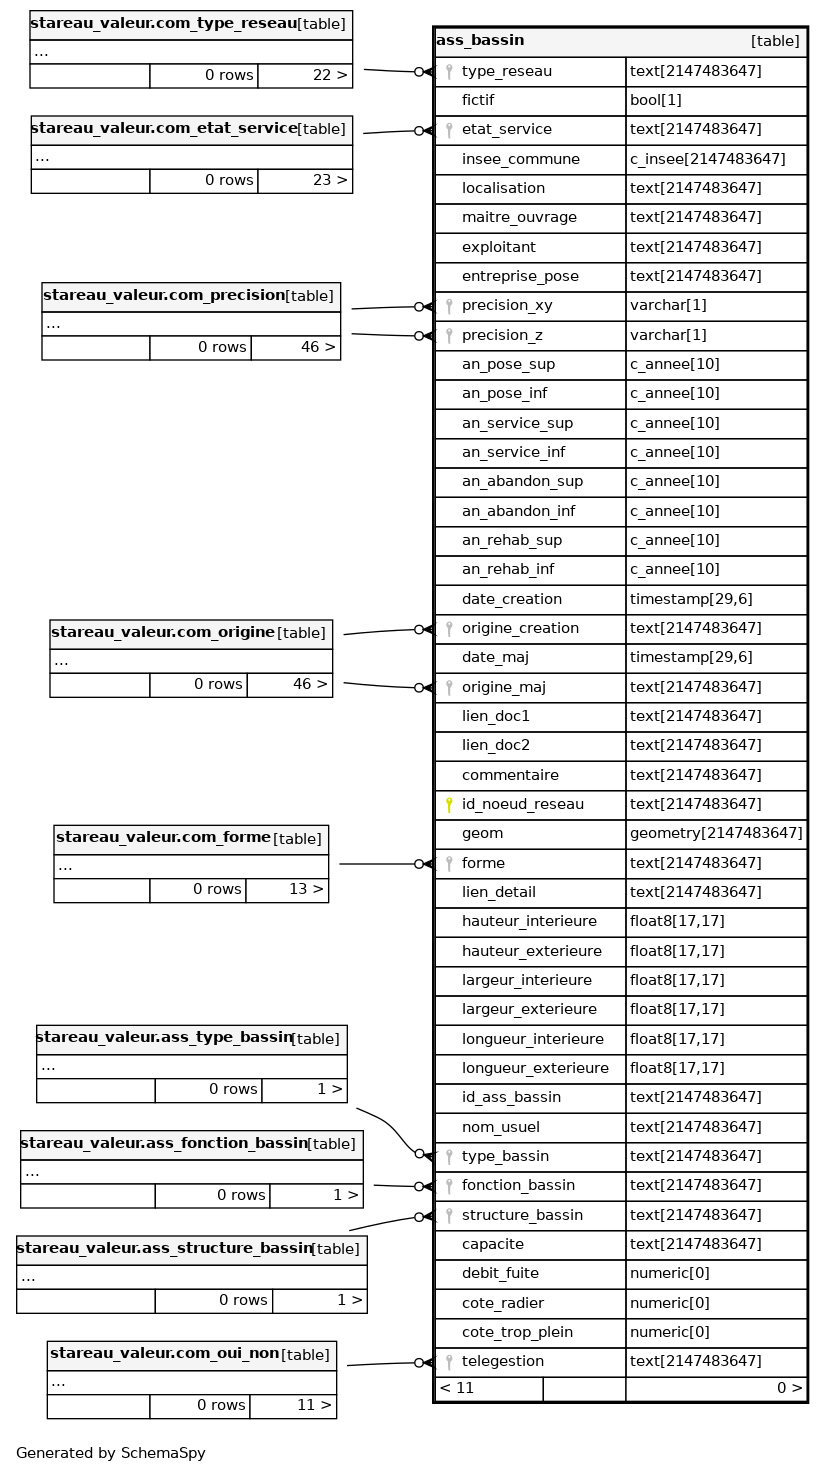 stareau_valeur.com_type_reseau [table]
...
0 rows 22 >
stareau_valeur.com_etat_service [table]
...
0 rows 23 >
stareau_valeur.com_precision [table]
...
0 rows 46 >
stareau_valeur.com_origine [table]
...
0 rows 46 >
stareau_valeur.com_forme [table]
...
0 rows 13 >
stareau_valeur.ass_type_bassin [table]
...
0 rows 1 >
stareau_valeur.ass_fonction_bassin [table]
...
0 rows 1 >
stareau_valeur.ass_structure_bassin [table]
...
0 rows 1 >
stareau_valeur.com_oui_non [table]
...
0 rows 11 >
ass_bassin [table]
type_reseau text[2147483647]
fictif bool[1]
etat_service text[2147483647]
insee_commune c_insee[2147483647]
localisation text[2147483647]
maitre_ouvrage text[2147483647]
exploitant text[2147483647]
entreprise_pose text[2147483647]
precision_xy varchar[1]
precision_z varchar[1]
an_pose_sup c_annee[10]
an_pose_inf c_annee[10]
an_service_sup c_annee[10]
an_service_inf c_annee[10]
an_abandon_sup c_annee[10]
an_abandon_inf c_annee[10]
an_rehab_sup c_annee[10]
an_rehab_inf c_annee[10]
date_creation timestamp[29,6]
origine_creation text[2147483647]
date_maj timestamp[29,6]
origine_maj text[2147483647]
lien_doc1 text[2147483647]
lien_doc2 text[2147483647]
commentaire text[2147483647]
id_noeud_reseau text[2147483647]
geom geometry[2147483647]
forme text[2147483647]
lien_detail text[2147483647]
hauteur_interieure float8[17,17]
hauteur_exterieure float8[17,17]
largeur_interieure float8[17,17]
largeur_exterieure float8[17,17]
longueur_interieure float8[17,17]
longueur_exterieure float8[17,17]
id_ass_bassin text[2147483647]
nom_usuel text[2147483647]
type_bassin text[2147483647]
fonction_bassin text[2147483647]
structure_bassin text[2147483647]
capacite text[2147483647]
debit_fuite numeric[0]
cote_radier numeric[0]
cote_trop_plein numeric[0]
telegestion text[2147483647]
< 11 0 >
Generated by SchemaSpy